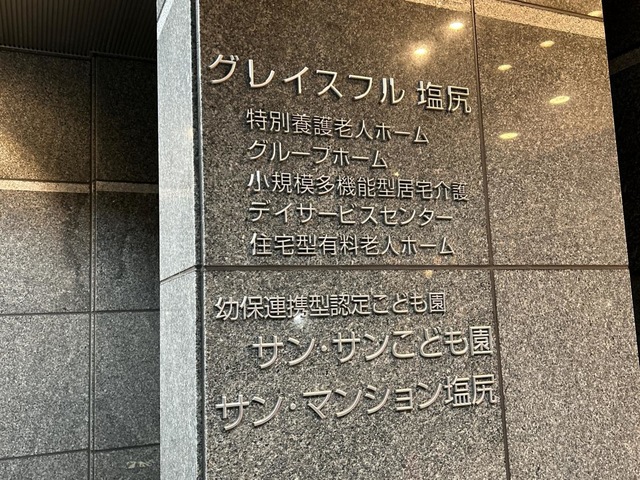 グレイスフル 塩尻
特別養護老人ホーム
グループホーム
小規模多機能型居宅介護
デイサービスセンター
住宅型有料老人ホーム
幼保連携型認定こども園
サン・サンこども園
サン・マンション塩尻